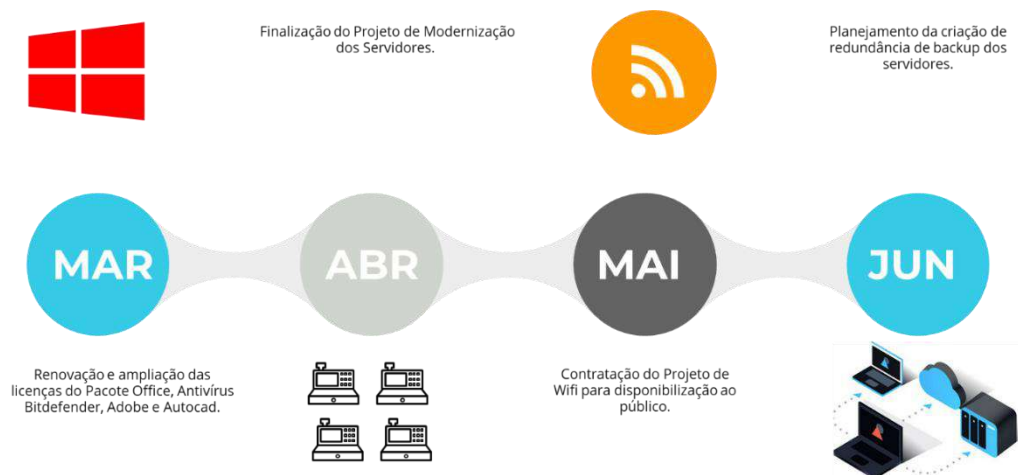 Finalização do Projeto de Modernização
dos Servidores.
Planejamento da criação de
redundância de backup dos
servidores.
MAR
ABR
MAI
JUN
Renovação e ampliação das
licenças do Pacote Office, Antivírus
Bitdefender, Adobe e Autocad.
Contratação do Projeto de
Wifi para disponibilização ao
público.